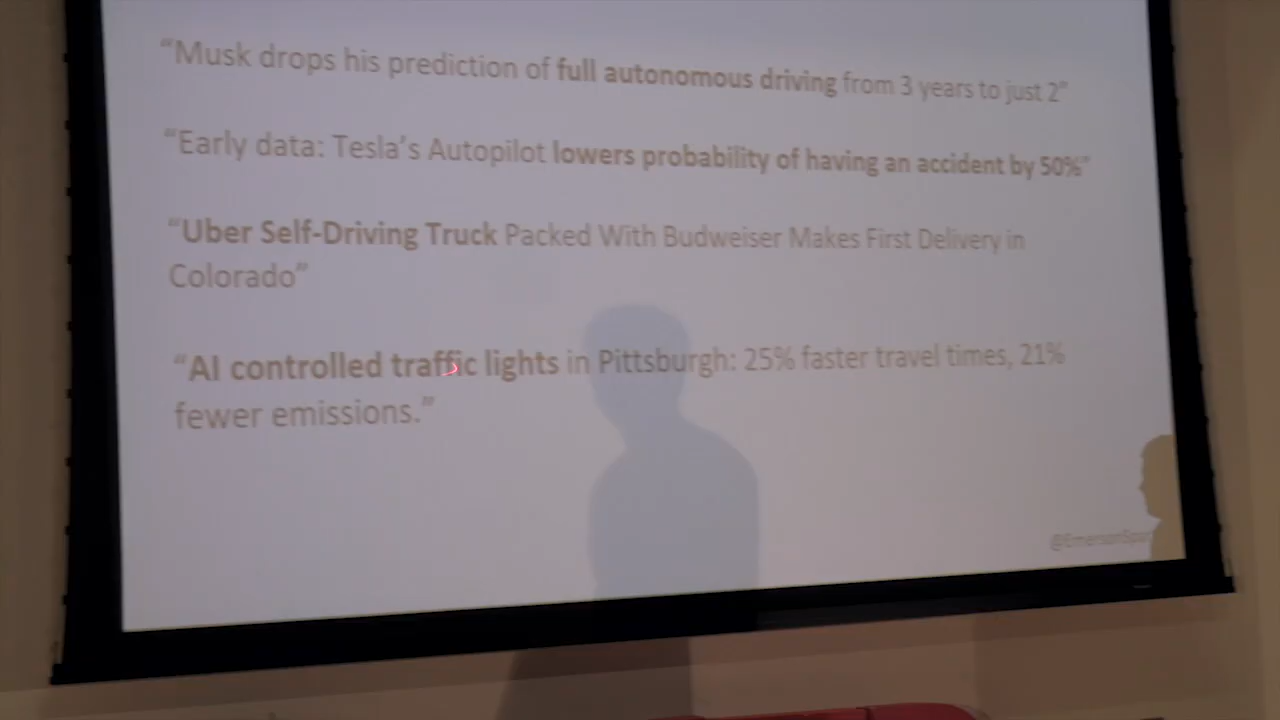 “Musk drops his prediction of full autonomous driving from 3 years to just 2”
“Early data: Tesla’s Autopilot lowers probability of having an accident by 50%”
“Uber Self-Driving Truck Packed With Budweiser Makes First Delivery in
Colorado”
“AI controlled traffic lights in Pittsburgh: 25% faster travel times, 21%
fewer emissions.”